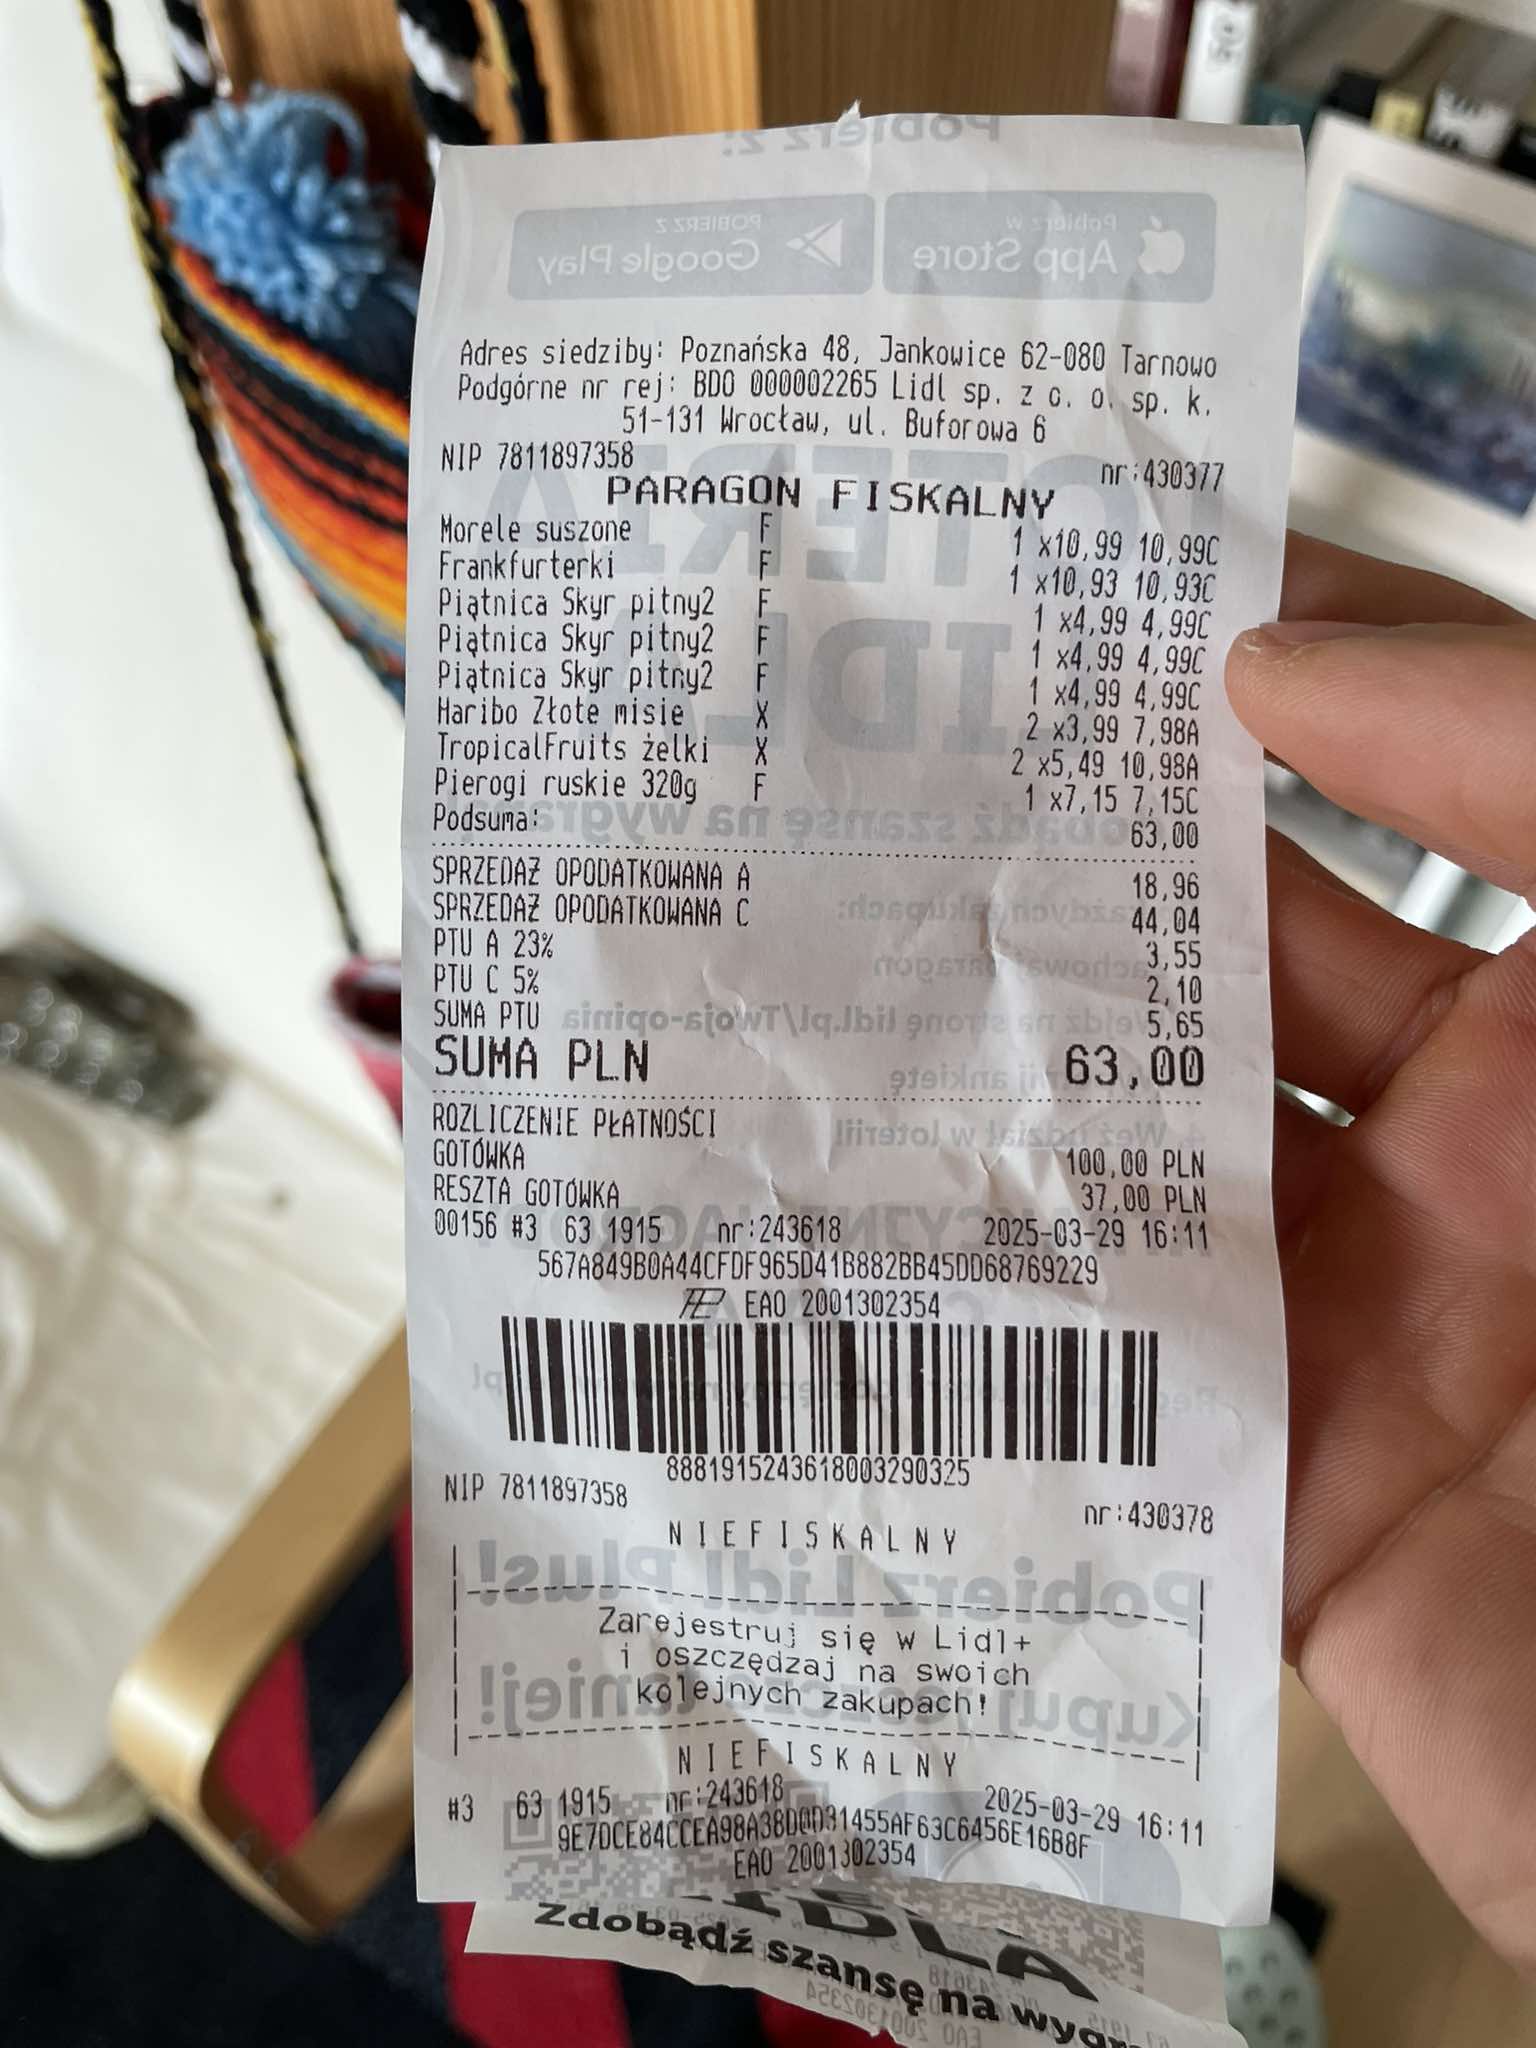 Pobierz z:
POBIERZ Z Google Play
Pobierz w App Store
Adres siedziby: Poznańska 48, Jankowice 62-080 Tarnowo
Podgórne nr rej: BDO 000002265 Lidl sp. z o. o. sp. k.
51-131 Wrocław, ul. Buforowa 6
NIP 7811897358 nr:430377
PARAGON FISKALNY
Morele suszone F 1 x10,99 10,99C
Frankfurterki F 1 x10,93 10,93C
Piątnica Skyr pitny2 F 1 x4,99 4,99C
Piątnica Skyr pitny2 F 1 x4,99 4,99C
Piątnica Skyr pitny2 F 1 x4,99 4,99C
Haribo Złote misie X 2 x3,99 7,98A
TropicalFruits żelki X 2 x5,49 10,98A
Pierogi ruskie 320g F 1 x7,15 7,15C
Podsuma: 63,00
SPRZEDAŻ OPODATKOWANA A 18,96
SPRZEDAŻ OPODATKOWANA C 44,04
PTU A 23% 3,55
PTU C 5% 2,10
SUMA PTU 5,65
SUMA PLN 63,00
ROZLICZENIE PŁATNOŚCI
GOTÓWKA 100,00 PLN
RESZTA GOTÓWKA 37,00 PLN
00156 #3 63 1915 nr:243618 2025-03-29 16:11
567A849B0A44CFDF965D41B882BB45DD68769229
EAO 2001302354
88819152436180032​90325
NIP 7811897358 nr:430378
NIEFISKALNY
Pobierz Lidl Plus!
Zarejestruj się w Lidl+
i oszczędzaj na swoich
kolejnych zakupach!
NIEFISKALNY
#3 63 1915 nr:243618 2025-03-29 16:11
9E7DCE84CCEA98A38D0D31455AF63C6456E16B8F
EAO 2001302354
Zdobądź szansę na